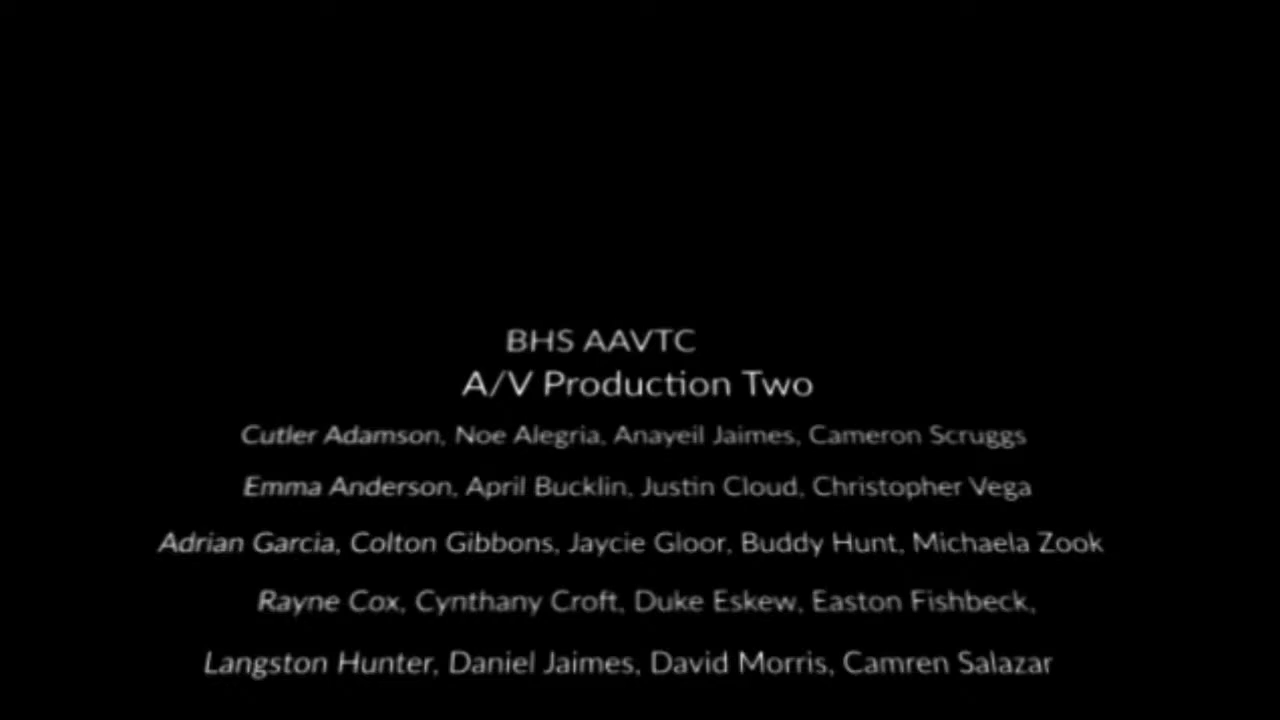 BHS AAVTC
A/V Production Two
Cutler Adamson, Noe Alegria, Anayeil Jaimes, Cameron Scruggs
Emma Anderson, April Bucklin, Justin Cloud, Christopher Vega
Adrian Garcia, Colton Gibbons, Jaycie Gloor, Buddy Hunt, Michaela Zook
Rayne Cox, Cynthany Croft, Duke Eskew, Easton Fishbeck,
Langston Hunter, Daniel Jaimes, David Morris, Camren Salazar